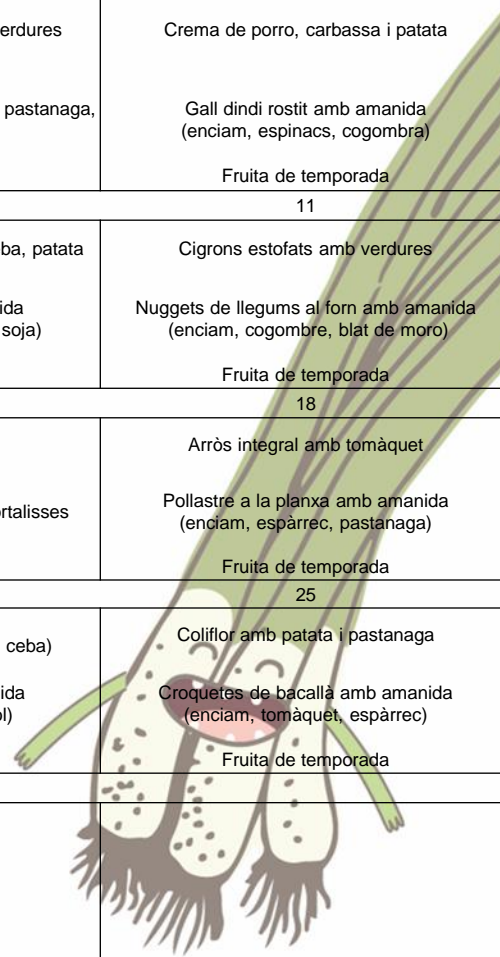 erdures
pastanaga,
Crema de porro, carbassa i patata
Gall dindi rostit amb amanida
(enciam, espinacs, cogombra)
Fruita de temporada
11
ba, patata
ida
soja)
Cigrons estofats amb verdures
Nuggets de llegums al forn amb amanida
(enciam, cogombre, blat de moro)
Fruita de temporada
18
rtalisses
Arròs integral amb tomàquet
Pollastre a la planxa amb amanida
(enciam, espàrrec, pastanaga)
Fruita de temporada
25
ceba)
ida
ol)
Coliflor amb patata i pastanaga
Croquetes de bacallà amb amanida
(enciam, tomàquet, espàrrec)
Fruita de temporada